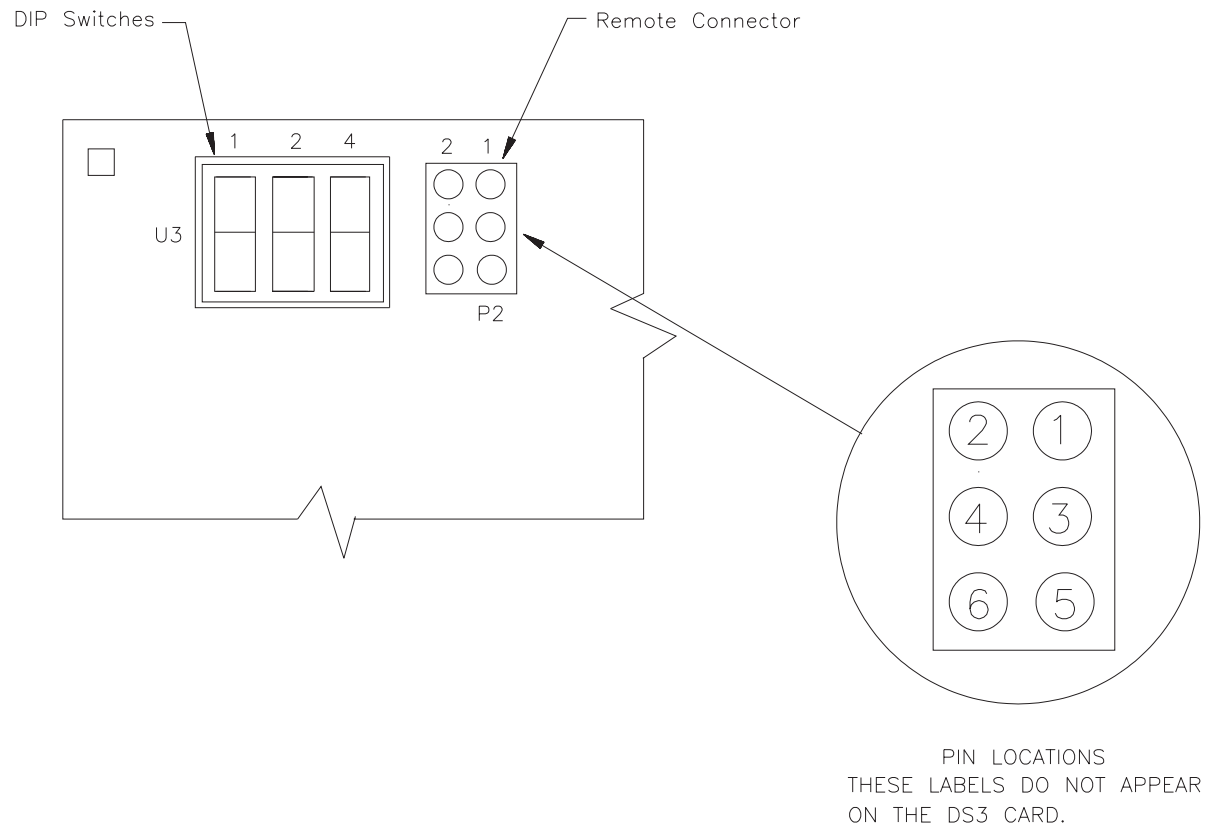 DIP Switches
Remote Connector
1 2 4
2 1
U3
P2
2 1
4 3
6 5
PIN LOCATIONS
THESE LABELS DO NOT APPEAR
ON THE DS3 CARD.